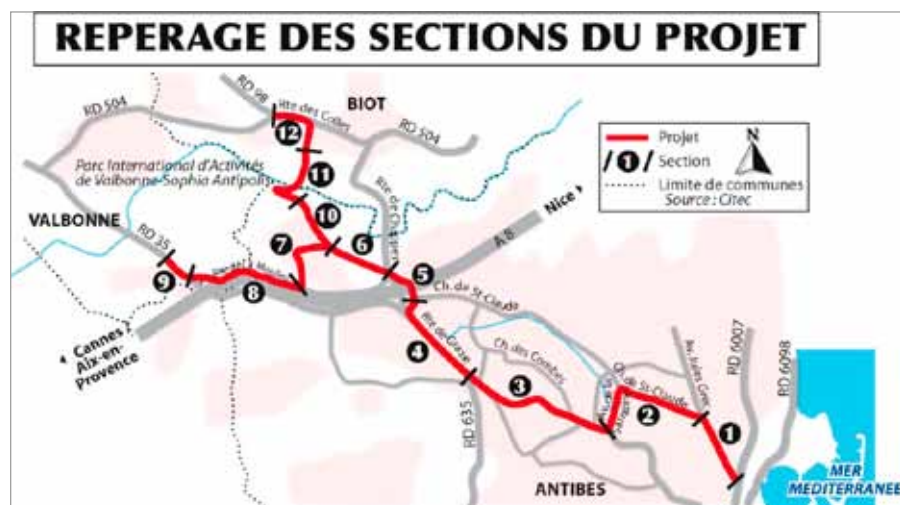 REPERAGE DES SECTIONS DU PROJET
RD 504
RD 98
Rte des Colles
BIOT
RD 504
Projet
Section
Limite de communes
Source : Citec
N
Parc International d'Activités
de Valbonne-Sophia Antipolis
VALBONNE
RD 35
Nice
A 8
Ch. de St-Claude
Rte de Grasse
Ch. des Combes
Ch. de St-Claude
RD 6007
RD 6098
RD 635
Cannes
Aix-en-
Provence
ANTIBES
MER
MEDITERRANEE
1
12
11
10
7
6
5
9
8
4
3
2
1